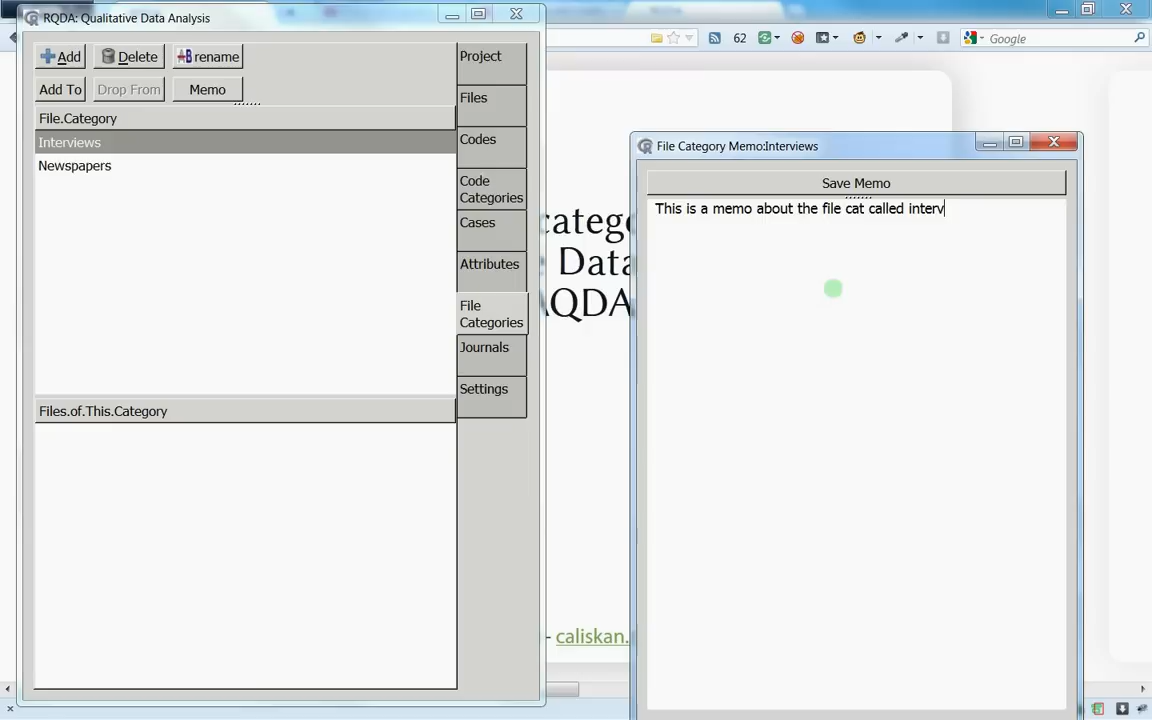 RQDA: Qualitative Data Analysis
Add
Delete
rename
Add To
Drop From
Memo
File.Category
Interviews
Newspapers
Files.of.This.Category
Project
Files
Codes
Code
Categories
Cases
Attributes
File
Categories
Journals
Settings
62
Google
Data
- caliskan.
File Category Memo:Interviews
Save Memo
This is a memo about the file cat called interv